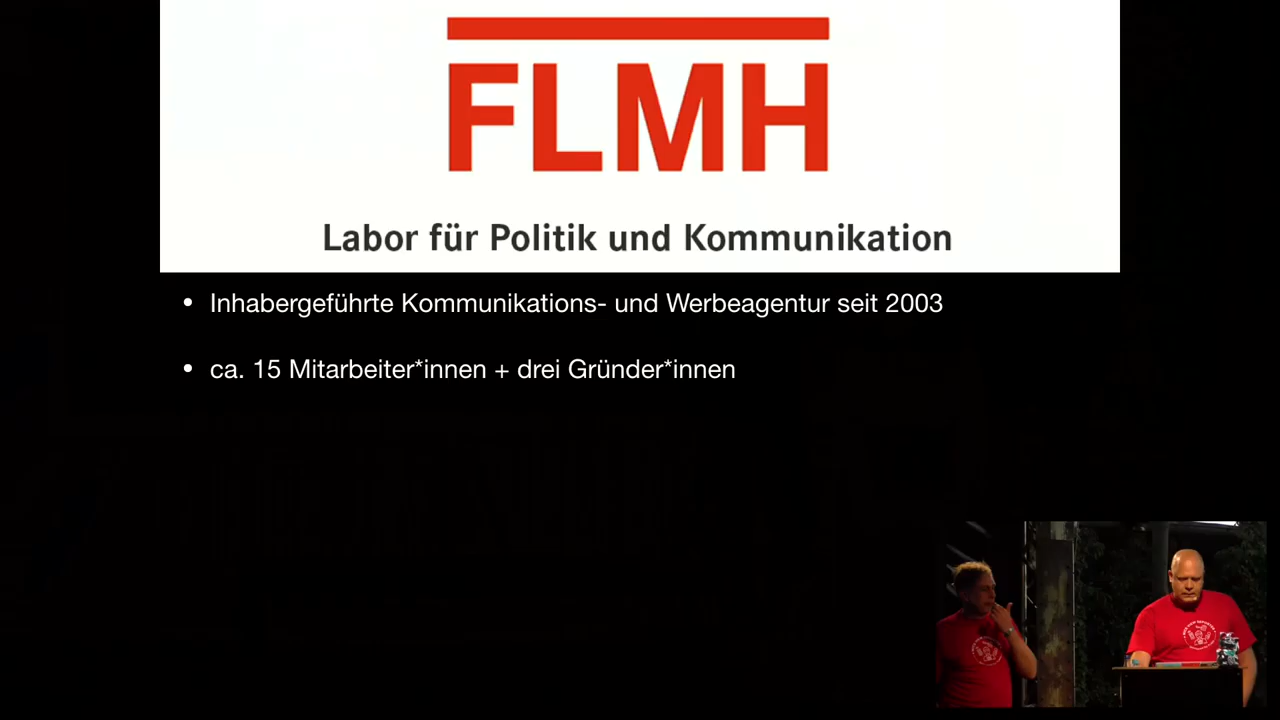 FLMH
Labor für Politik und Kommunikation
• Inhabergeführte Kommunikations- und Werbeagentur seit 2003
• ca. 15 Mitarbeiter*innen + drei Gründer*innen